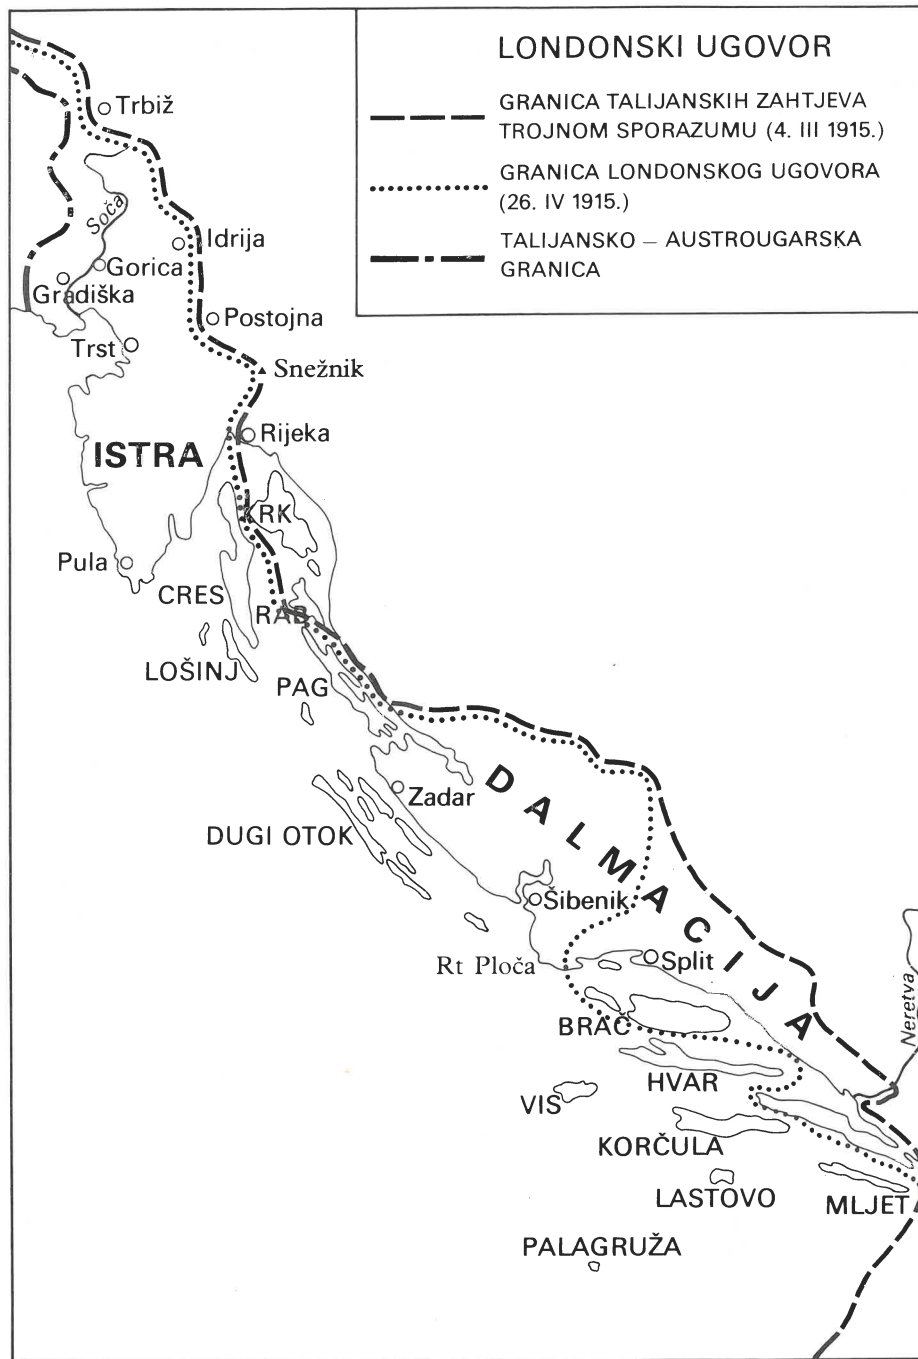 LONDONSKI UGOVOR
GRANICA TALIJANSKIH ZAHTJEVA
TROJNOM SPORAZUMU (4. III 1915.)
GRANICA LONDONSKOG UGOVORA
(26. IV 1915.)
TALIJANSKO – AUSTROUGARSKA
GRANICA
Trbiž
Soča
Idrija
Gorica
Gradiška
Postojna
Trst
Snežnik
Rijeka
ISTRA
KRK
Pula
CRES
RAB
LOŠINJ
PAG
DALMACIJA
Zadar
DUGI OTOK
Šibenik
Split
Rt Ploča
Neretva
BRAČ
HVAR
VIS
KORČULA
LASTOVO
MLJET
PALAGRUŽA